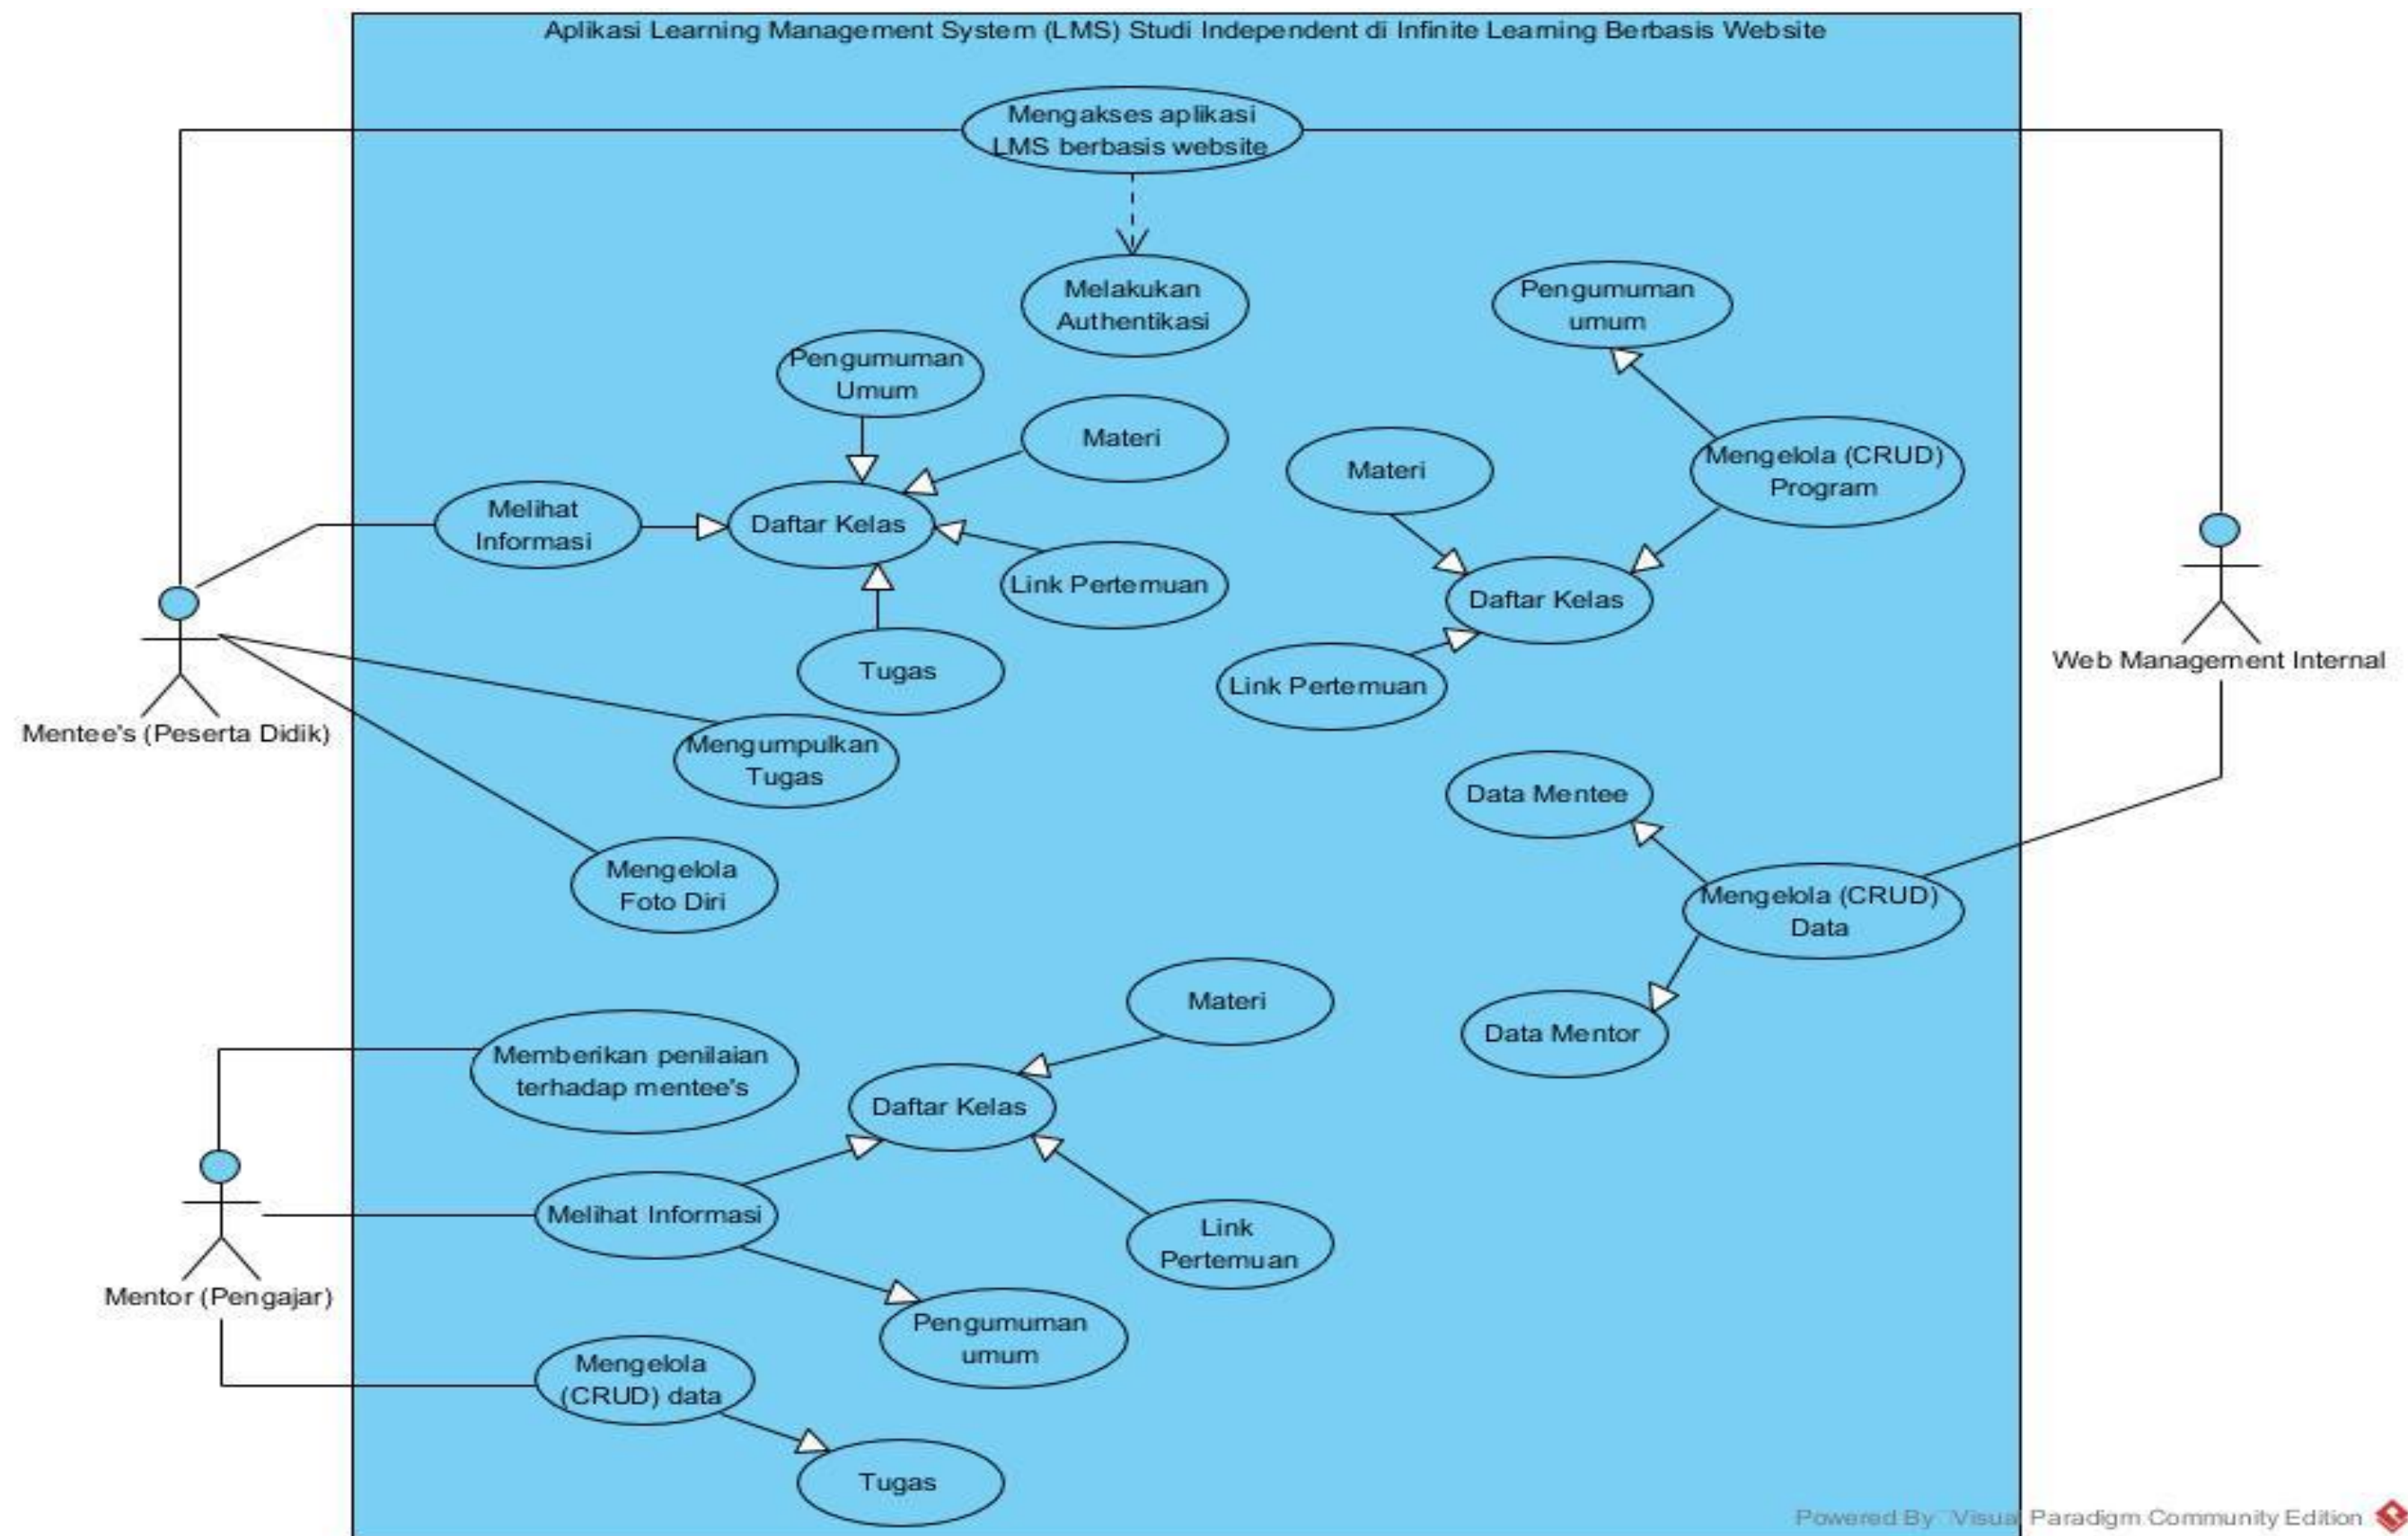 Aplikasi Learning Management System (LMS) Studi Independent di Infinite Learning Berbasis Website
Mengakses aplikasi
LMS berbasis website
Melakukan
Authentikasi
Pengumuman
umum
Pengumuman
Umum
Materi
Mengelola (CRUD)
Program
Materi
Melihat
Informasi
Daftar Kelas
Link Pertemuan
Daftar Kelas
Tugas
Link Pertemuan
Web Management Internal
Mentee's (Peserta Didik)
Mengumpulkan
Tugas
Data Mentee
Mengelola
Foto Diri
Mengelola (CRUD)
Data
Materi
Data Mentor
Memberikan penilaian
terhadap mentee's
Daftar Kelas
Melihat Informasi
Link
Pertemuan
Mentor (Pengajar)
Pengumuman
umum
Mengelola
(CRUD) data
Tugas
Powered By Visual Paradigm Community Edition